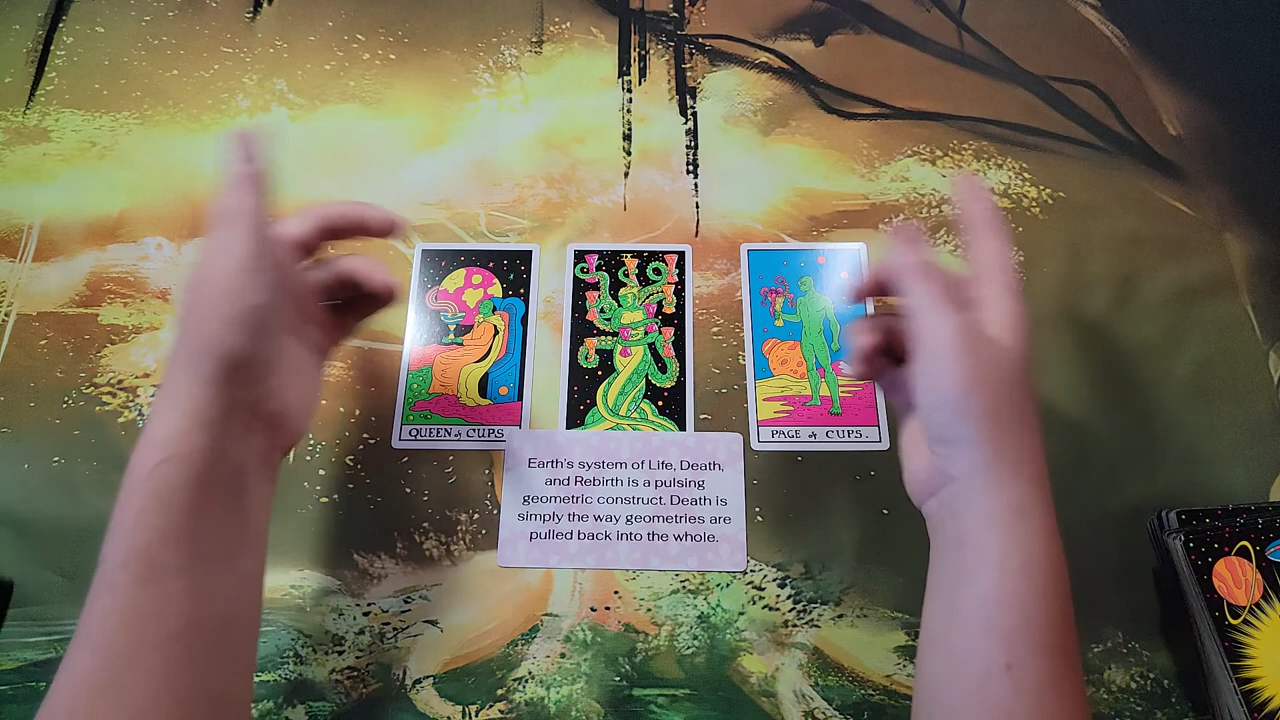 IX
QUEEN of CUPS
PAGE of CUPS.
Earth's system of Life, Death,
and Rebirth is a pulsing
geometric construct. Death is
simply the way geometries are
pulled back into the whole.